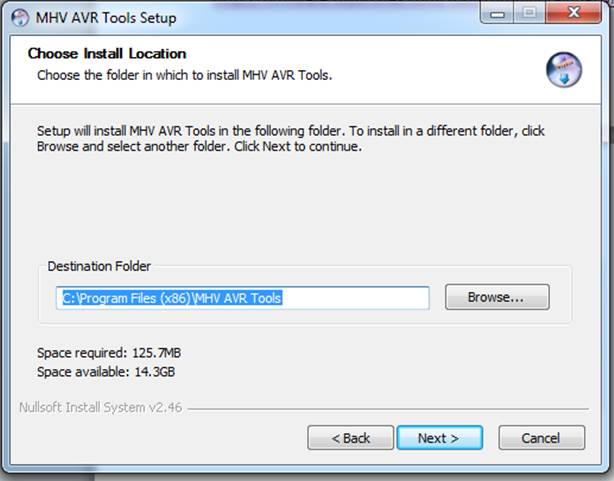 MHV AVR Tools Setup
Choose Install Location
Choose the folder in which to install MHV AVR Tools.
Setup will install MHV AVR Tools in the following folder. To install in a different folder, click
Browse and select another folder. Click Next to continue.
Destination Folder
C:\Program Files (x86)\MHV AVR Tools
Browse...
Space required: 125.7MB
Space available: 14.3GB
Nullsoft Install System v2.46
< Back
Next >
Cancel